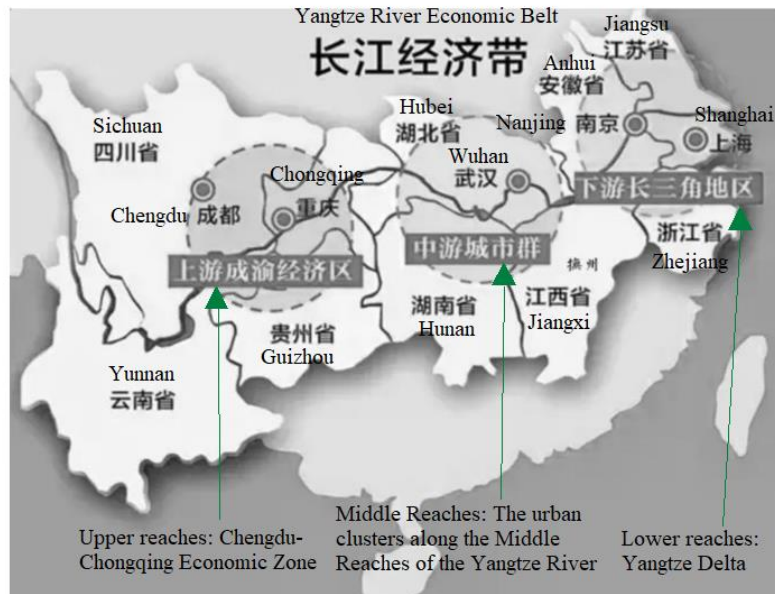 Yangtze River Economic Belt
长江经济带
Jiangsu
江苏省
Anhui
安徽省
Hubei
湖北省
Nanjing
南京
Shanghai
上海
Sichuan
四川省
Chongqing
重庆
Wuhan
武汉
Chengdu
成都
下游长三角地区
上游成渝经济区
中游城市群
浙江省
Zhejiang
抚州
江西省
Jiangxi
湖南省
Hunan
贵州省
Guizhou
Yunnan
云南省
Upper reaches: Chengdu-
Chongqing Economic Zone
Middle Reaches: The urban
clusters along the Middle
Reaches of the Yangtze River
Lower reaches:
Yangtze Delta